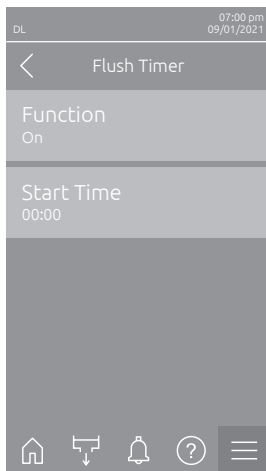 07:00 pm
DL 09/01/2021
Flush Timer
Function
On
Start Time
00:00
?